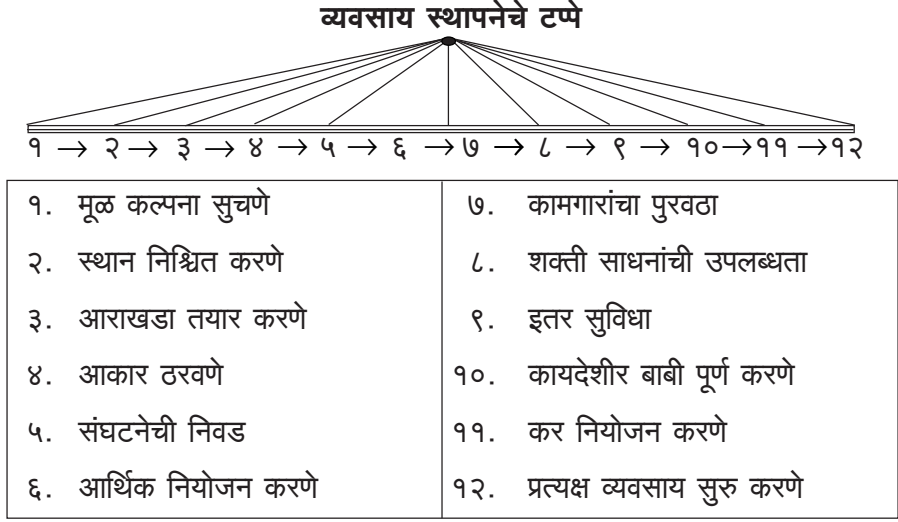 व्यवसाय स्थापनेचे टप्पे
१ → २ → ३ → ४ → ५ → ६ → ७ → ८ → ९ → १०→११ →१२
१. मूळ कल्पना सुचणे
२. स्थान निश्चित करणे
३. आराखडा तयार करणे
४. आकार ठरवणे
५. संघटनेची निवड
६. आर्थिक नियोजन करणे
७. कामगारांचा पुरवठा
८. शक्ती साधनांची उपलब्धता
९. इतर सुविधा
१०. कायदेशीर बाबी पूर्ण करणे
११. कर नियोजन करणे
१२. प्रत्यक्ष व्यवसाय सुरु करणे